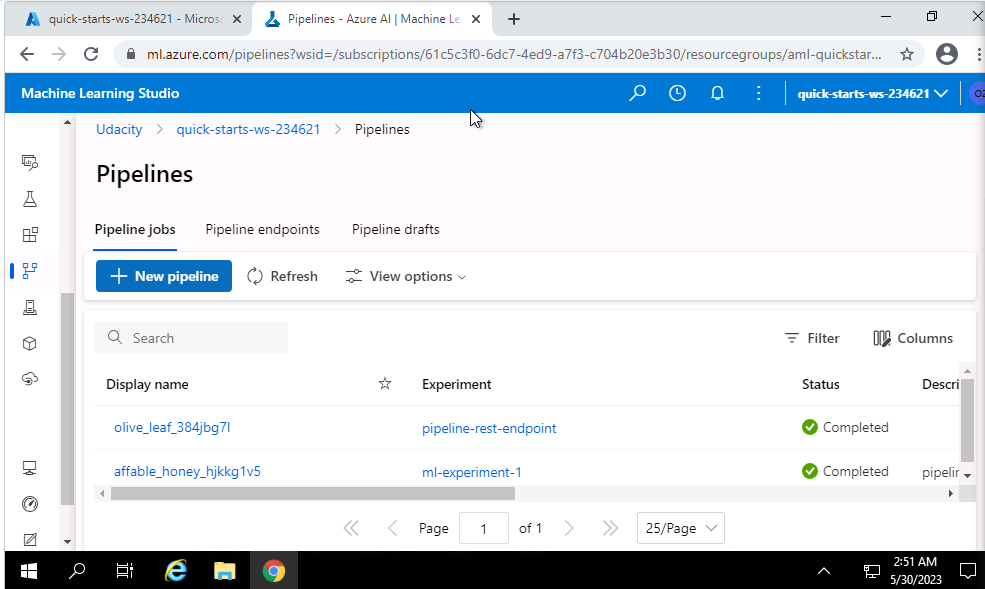 quick-starts-ws-234621 - Micros
Pipelines - Azure AI | Machine Le
ml.azure.com/pipelines?wsid=/subscriptions/61c5c3f0-6dc7-4ed9-a7f3-c704b20e3b30/resourcegroups/aml-quickstar...
Machine Learning Studio
quick-starts-ws-234621
Udacity > quick-starts-ws-234621 > Pipelines
Pipelines
Pipeline jobs Pipeline endpoints Pipeline drafts
New pipeline Refresh View options
Search Filter Columns
Display name Experiment Status Descri
olive_leaf_384jbg7l pipeline-rest-endpoint Completed
affable_honey_hjkkg1v5 ml-experiment-1 Completed pipelin
Page 1 of 1 25/Page
2:51 AM
5/30/2023